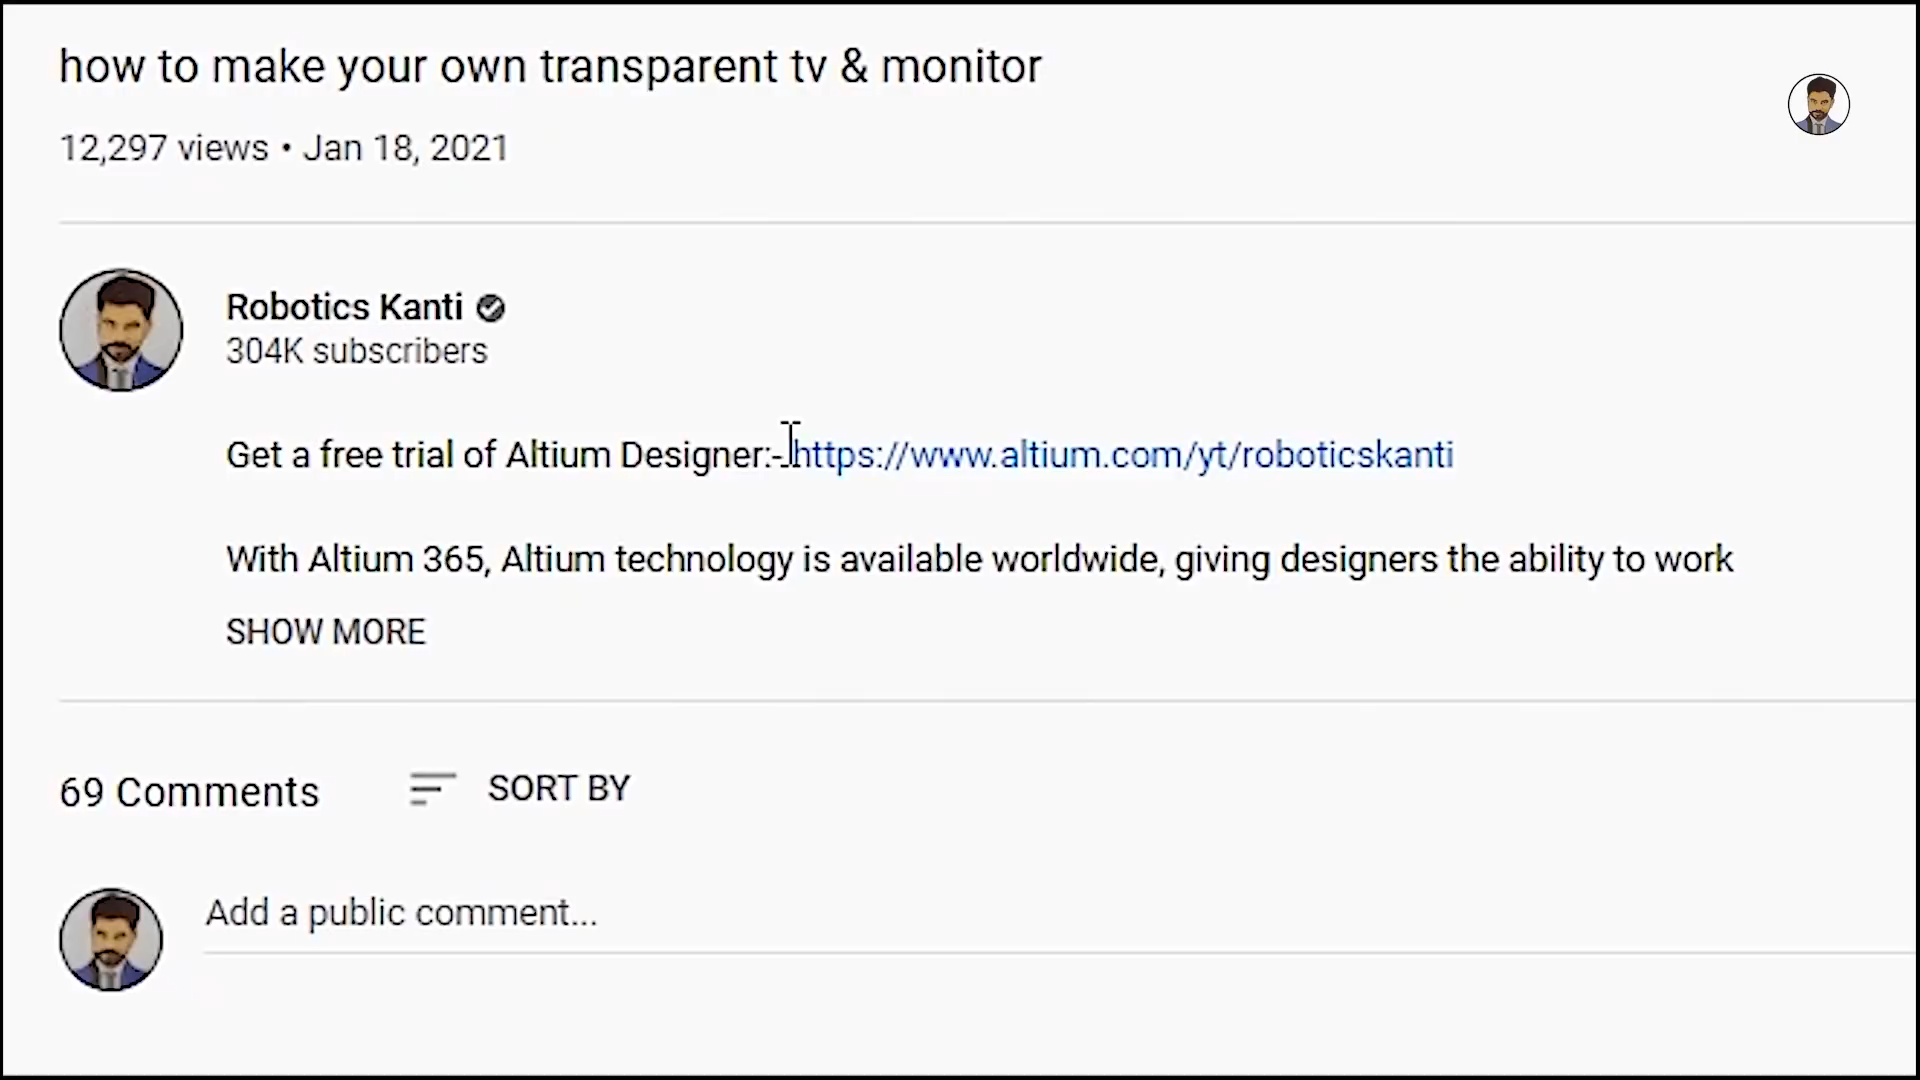 how to make your own transparent tv & monitor
12,297 views • Jan 18, 2021
Robotics Kanti
304K subscribers
Get a free trial of Altium Designer:- https://www.altium.com/yt/roboticskanti
With Altium 365, Altium technology is available worldwide, giving designers the ability to work
SHOW MORE
69 Comments SORT BY
Add a public comment...